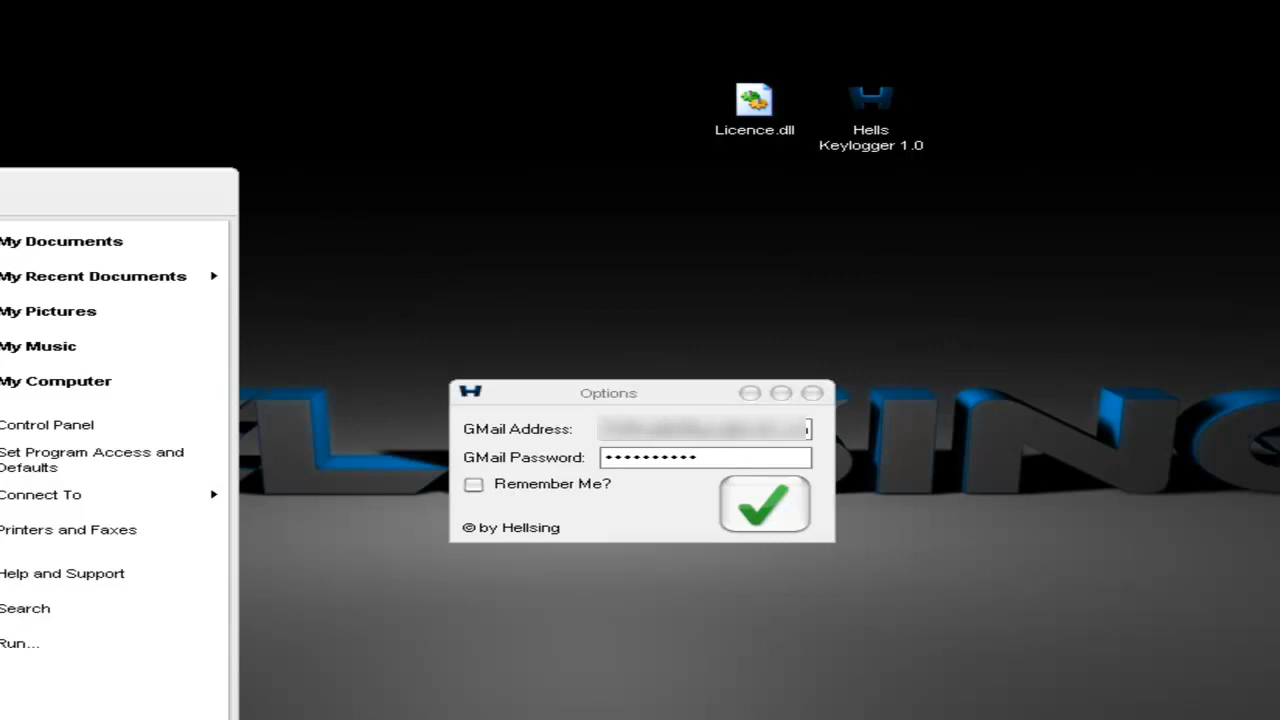 Licence.dll
Hells
Keylogger 1.0
My Documents
My Recent Documents
My Pictures
My Music
My Computer
Control Panel
Set Program Access and
Defaults
Connect To
Printers and Faxes
Help and Support
Search
Run...
Options
GMail Address:
GMail Password: ••••••••••
Remember Me?
© by Hellsing